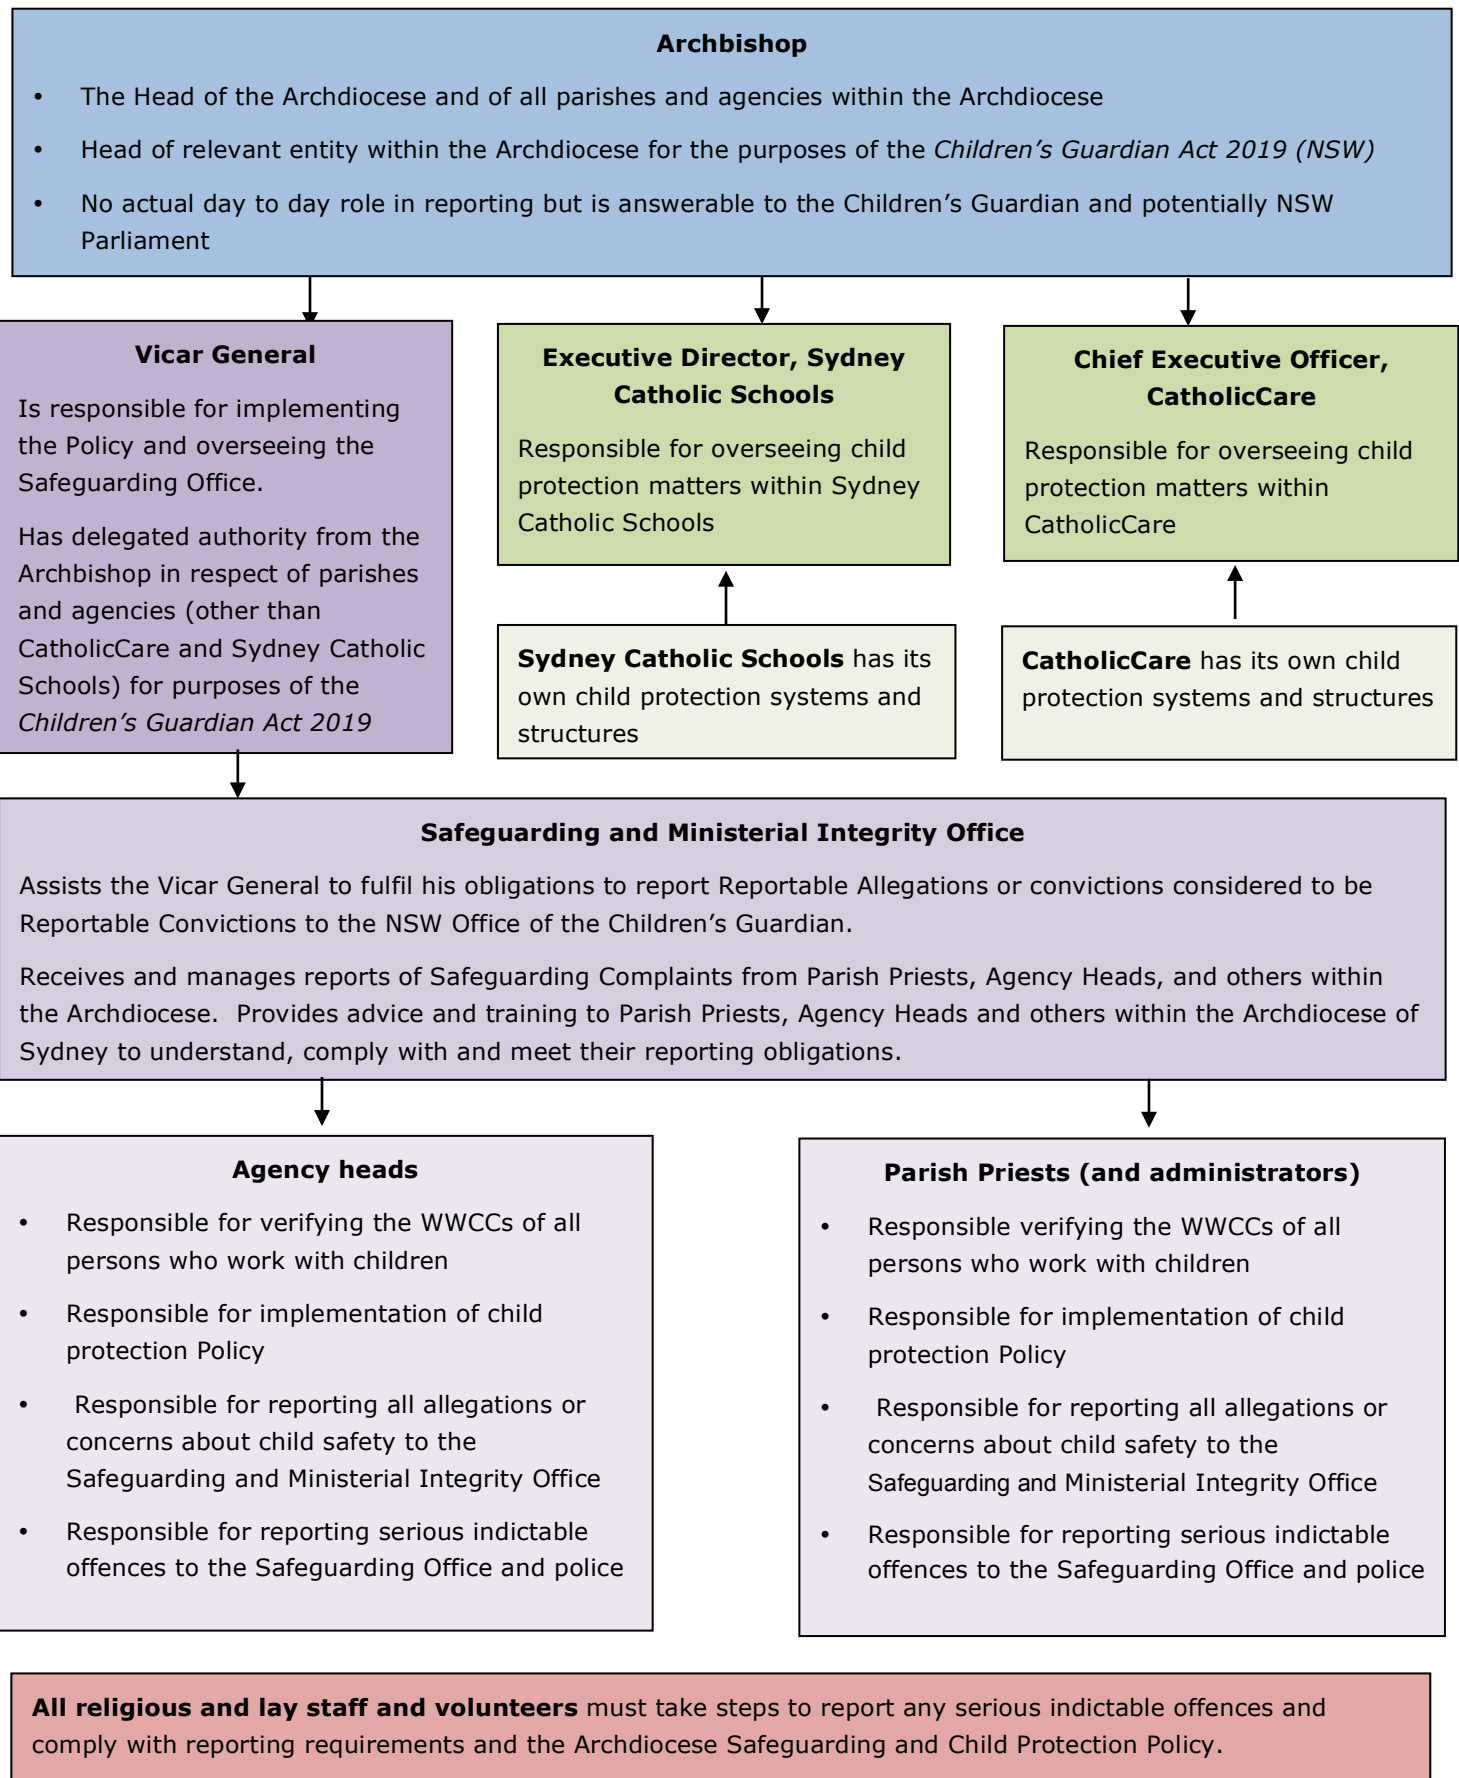 Archbishop
• The Head of the Archdiocese and of all parishes and agencies within the Archdiocese
• Head of relevant entity within the Archdiocese for the purposes of the Children’s Guardian Act 2019 (NSW)
• No actual day to day role in reporting but is answerable to the Children’s Guardian and potentially NSW
Parliament
Vicar General
Is responsible for implementing
the Policy and overseeing the
Safeguarding Office.
Has delegated authority from the
Archbishop in respect of parishes
and agencies (other than
CatholicCare and Sydney Catholic
Schools) for purposes of the
Children’s Guardian Act 2019
Executive Director, Sydney
Catholic Schools
Responsible for overseeing child
protection matters within Sydney
Catholic Schools
Chief Executive Officer,
CatholicCare
Responsible for overseeing child
protection matters within
CatholicCare
Sydney Catholic Schools has its
own child protection systems and
structures
CatholicCare has its own child
protection systems and structures
Safeguarding and Ministerial Integrity Office
Assists the Vicar General to fulfil his obligations to report Reportable Allegations or convictions considered to be
Reportable Convictions to the NSW Office of the Children’s Guardian.
Receives and manages reports of Safeguarding Complaints from Parish Priests, Agency Heads, and others within
the Archdiocese.  Provides advice and training to Parish Priests, Agency Heads and others within the Archdiocese of
Sydney to understand, comply with and meet their reporting obligations.
Agency heads
• Responsible for verifying the WWCCs of all
persons who work with children
• Responsible for implementation of child
protection Policy
• Responsible for reporting all allegations or
concerns about child safety to the
Safeguarding and Ministerial Integrity Office
• Responsible for reporting serious indictable
offences to the Safeguarding Office and police
Parish Priests (and administrators)
• Responsible verifying the WWCCs of all
persons who work with children
• Responsible for implementation of child
protection Policy
• Responsible for reporting all allegations or
concerns about child safety to the
Safeguarding and Ministerial Integrity Office
• Responsible for reporting serious indictable
offences to the Safeguarding Office and police
All religious and lay staff and volunteers must take steps to report any serious indictable offences and
comply with reporting requirements and the Archdiocese Safeguarding and Child Protection Policy.